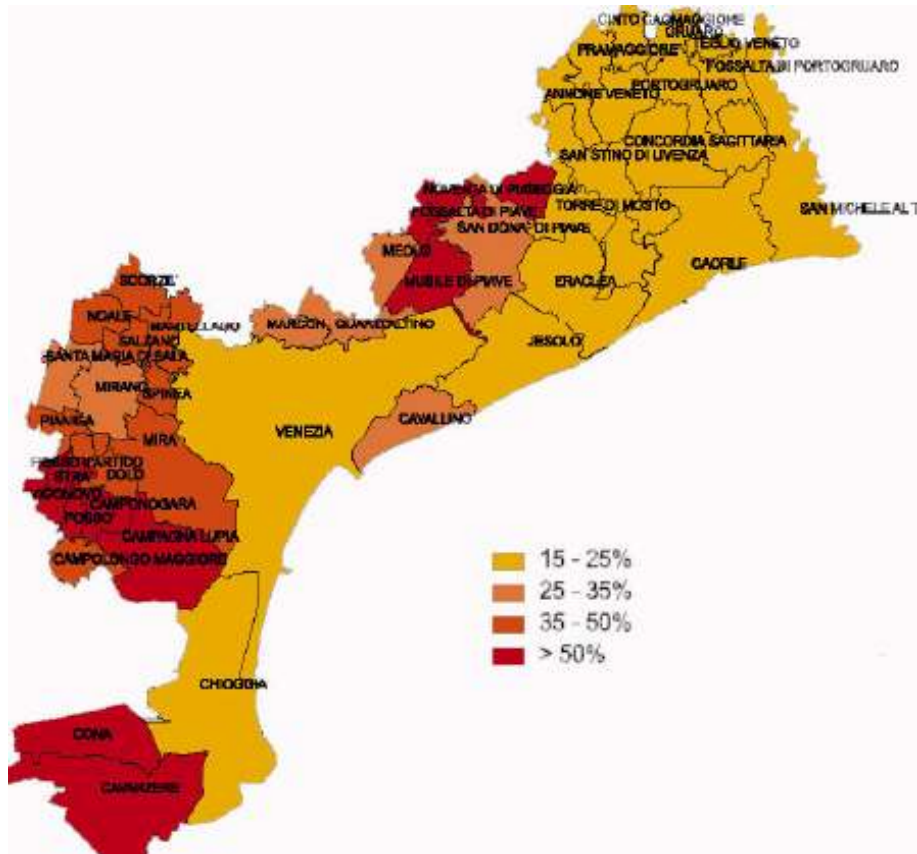 CINTO CAOMAGGIORE
GRUARO
TEGLIO VENETO
PRAMAGGIORE
FOSSALTA DI PORTOGRUARO
PORTOGRUARO
ANNONE VENETO
CONCORDIA SAGITTARIA
SAN STINO DI LIVENZA
NOVENTA DI PIAVE
TORRE DI MOSTO
SAN MICHELE AL T
FOSSALTA DI PIAVE
SAN DONA' DI PIAVE
MEOLO
CAORLE
MUSILE DI PIAVE
ERACLEA
SCORZE'
NOALE
MARTELLAGO
MARCON
QUARTO D'ALTINO
SALZANO
JESOLO
SANTA MARIA DI SALA
MIRANO
SPINEA
PIANIGA
CAVALLINO
VENEZIA
MIRA
STRA
DOLO
VIGONOVO
CAMPONOGARA
FOSSO'
CAMPAGNA LUPIA
CAMPOLONGO MAGGIORE
15 - 25%
25 - 35%
35 - 50%
> 50%
CHIOGGIA
CONA
CAVARZERE